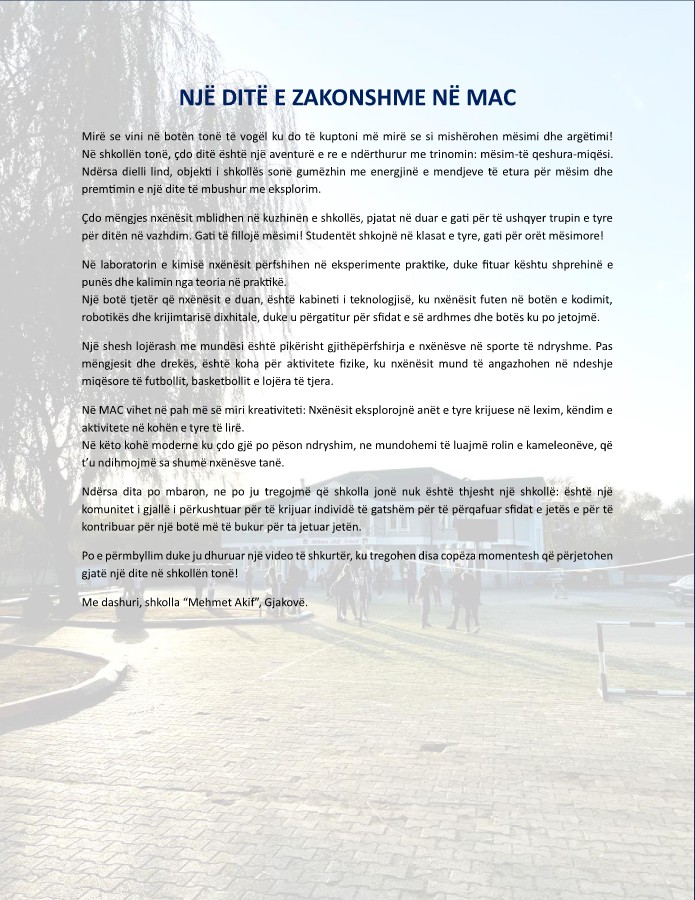 NJË DITË E ZAKONSHME NË MAC
Mirë se vini në botën tonë të vogël ku do të kuptoni më mirë se si mishërohen mësimi dhe argëtimi!
Në shkollën tonë, çdo ditë është një aventurë e re e ndërthurur me trinomin: mësim-të qeshura-miqësi.
Ndërsa dielli lind, objekti i shkollës sonë gumëzhin me energjinë e mendjeve të etura për mësim dhe
premtimin e një dite të mbushur me eksplorim.
Çdo mëngjes nxënësit mblidhen në kuzhinën e shkollës, pjatat në duar e gati për të ushqyer trupin e tyre
për ditën në vazhdim. Gati të fillojë mësimi! Studentët shkojnë në klasat e tyre, gati për orët mësimore!
Në laboratorin e kimisë nxënësit përfshihen në eksperimente praktike, duke fituar kështu shprehinë e
punës dhe kalimin nga teoria në praktikë.
Një botë tjetër që nxënësit e duan, është kabineti i teknologjisë, ku nxënësit futen në botën e kodimit,
robotikës dhe krijimtarisë dixhitale, duke u përgatitur për sfidat e së ardhmes dhe botës ku po jetojmë.
Një shesh lojërash me mundësi është pikërisht gjithëpërfshirja e nxënësve në sporte të ndryshme. Pas
mëngjesit dhe drekës, është koha për aktivitete fizike, ku nxënësit mund të angazhohen në ndeshje
miqësore të futbollit, basketbollit e lojëra të tjera.
Në MAC vihet në pah më së miri kreativiteti: Nxënësit eksplorojnë anët e tyre krijuese në lexim, këndim e
aktivitete në kohën e tyre të lirë.
Në këto kohë moderne ku çdo gjë po pëson ndryshim, ne mundohemi të luajmë rolin e kameleonëve, që
t’u ndihmojmë sa shumë nxënësve tanë.
Ndërsa dita po mbaron, ne po ju tregojmë që shkolla jonë nuk është thjesht një shkollë: është një
komunitet i gjallë i përkushtuar për të krijuar individë të gatshëm për të përqafuar sfidat e jetës e për të
kontribuar për një botë më të bukur për ta jetuar jetën.
Po e përmbyllim duke ju dhuruar një video të shkurtër, ku tregohen disa copëza momentesh që përjetohen
gjatë një dite në shkollën tonë!
Me dashuri, shkolla “Mehmet Akif”, Gjakovë.